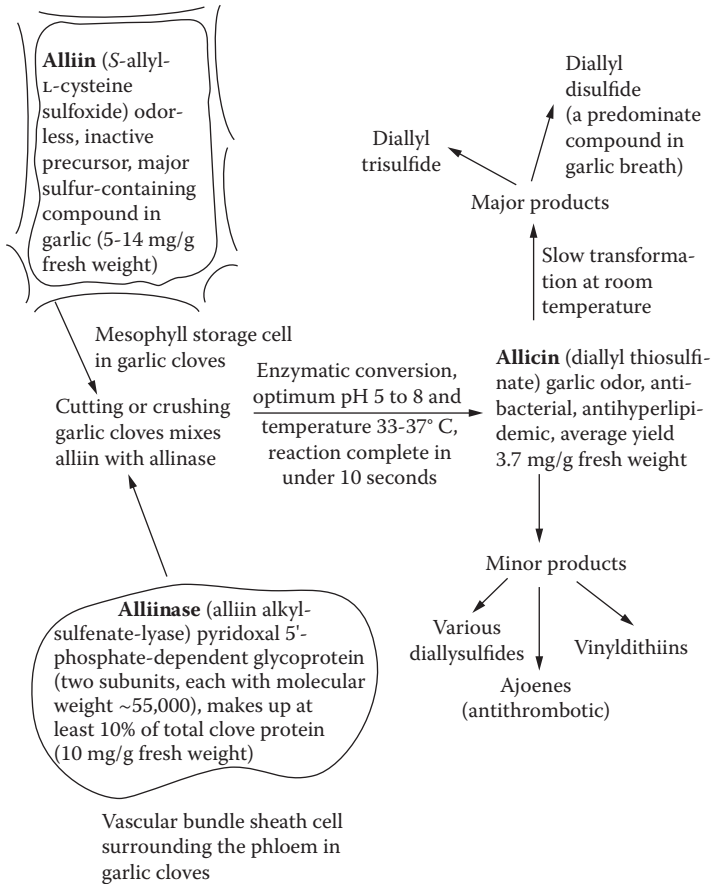 Alliin (S-allyl-
L-cysteine
sulfoxide) odor-
less, inactive
precursor, major
sulfur-containing
compound in
garlic (5-14 mg/g
fresh weight)
Mesophyll storage cell
in garlic cloves
Cutting or crushing
garlic cloves mixes
alliin with allinase
Alliinase (alliin alkyl-
sulfenate-lyase) pyridoxal 5'-
phosphate-dependent glycoprotein
(two subunits, each with molecular
weight ~55,000), makes up at
least 10% of total clove protein
(10 mg/g fresh weight)
Vascular bundle sheath cell
surrounding the phloem in
garlic cloves
Enzymatic conversion,
optimum pH 5 to 8 and
temperature 33-37° C,
reaction complete in
under 10 seconds
Allicin (diallyl thiosulfi-
nate) garlic odor, anti-
bacterial, antihyperlipi-
demic, average yield
3.7 mg/g fresh weight
Slow transforma-
tion at room
temperature
Major products
Diallyl
trisulfide
Diallyl
disulfide
(a predominate
compound in
garlic breath)
Minor products
Various
diallysulfides
Ajoenes
(antithrombotic)
Vinyldithiins